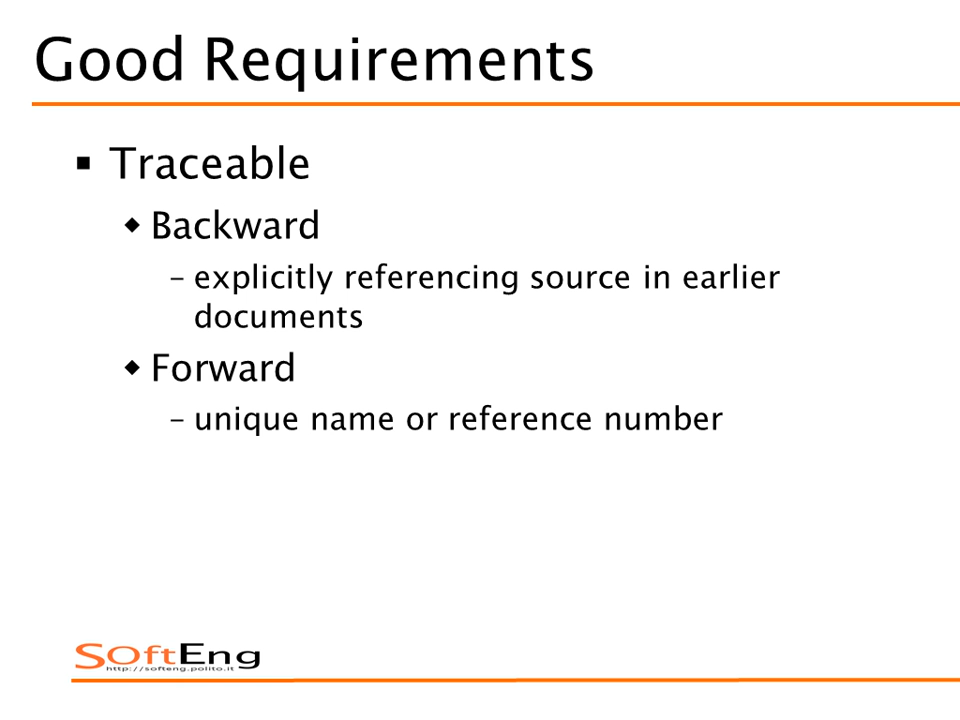 Good Requirements
▪ Traceable
◆ Backward
– explicitly referencing source in earlier
documents
◆ Forward
– unique name or reference number
SOftEng
http://softeng.polito.it